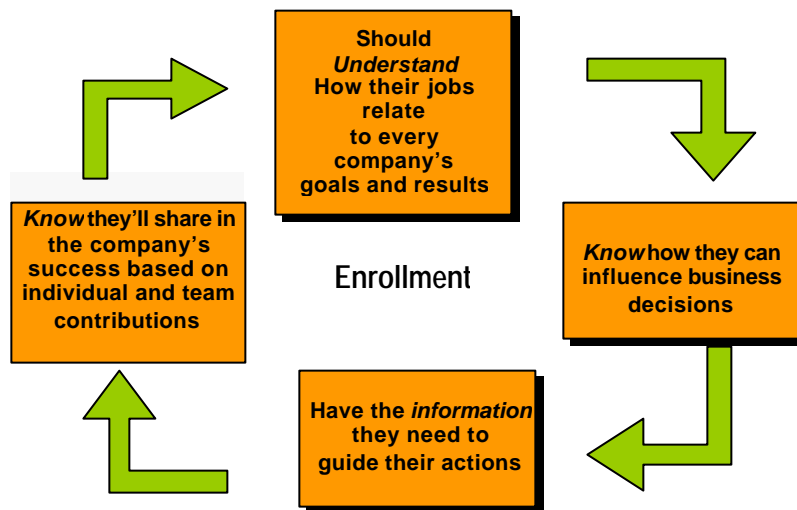 Should
Understand
How their jobs
relate
to every
company's
goals and results
Know how they can
influence business
decisions
Have the information
they need to
guide their actions
Know they'll share in
the company's
success based on
individual and team
contributions
Enrollment